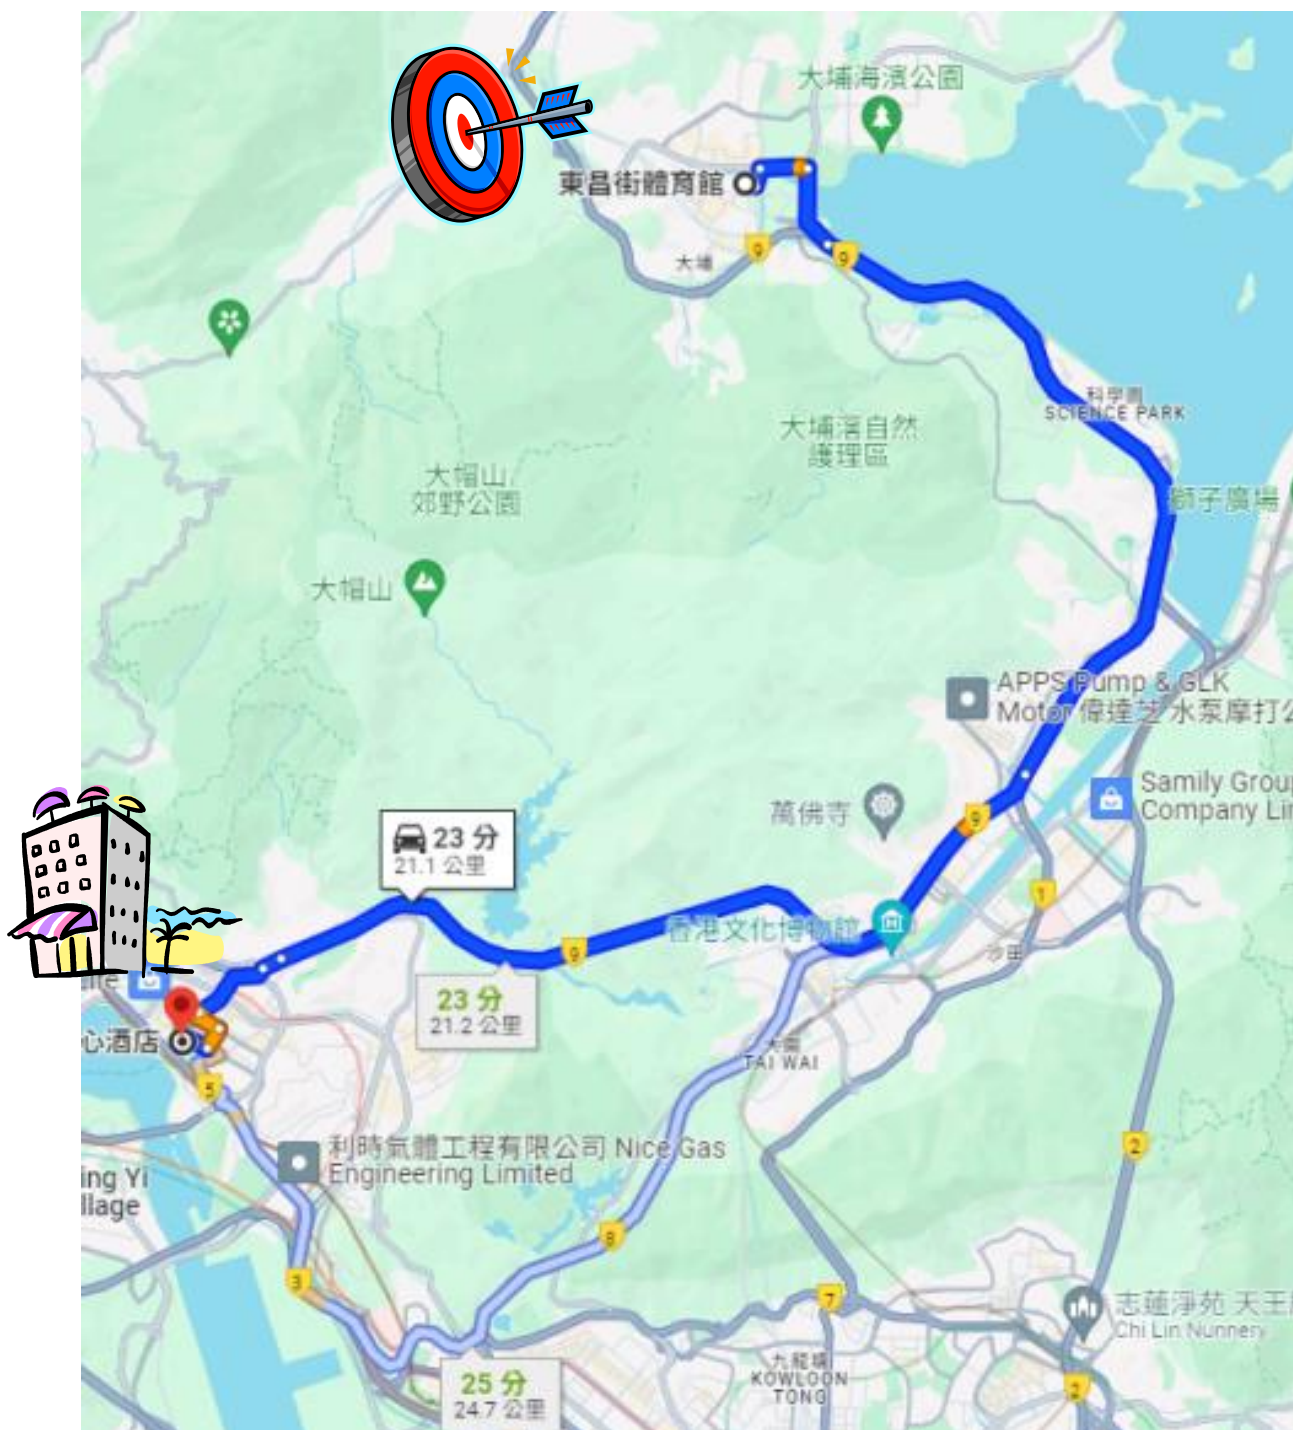 大埔海濱公園
東昌街體育館
9
9
大埔
科學園
SCIENCE PARK
大埔滘自然
護理區
大帽山
郊野公園
獅子廣場
大帽山
APPS Pump & GLK
Motor 偉達芝 水泵摩打公
Samily Group
Company Lim
萬佛寺
9
23 分
21.1 公里
1
香港文化博物館
9
沙田
23 分
21.2 公里
心酒店
大圍
TAI WAI
5
利時氣體工程有限公司 Nice Gas
Engineering Limited
2
ing Yi
llage
8
3
7
志蓮淨苑 天王
Chi Lin Nunnery
九龍塘
KOWLOON
TONG
25 分
24.7 公里
2